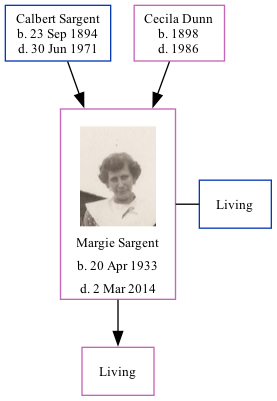 Calbert Sargent
b. 23 Sep 1894
d. 30 Jun 1971
Cecila Dunn
b. 1898
d. 1986
Margie Sargent
b. 20 Apr 1933
d. 2 Mar 2014
Living
Living